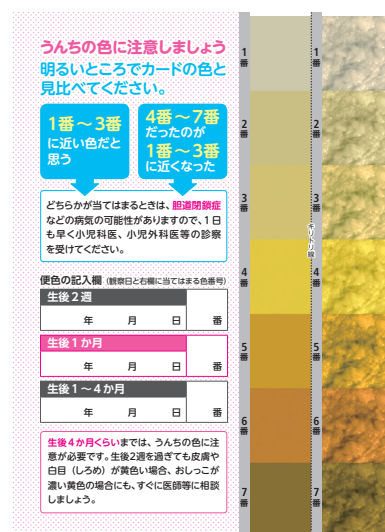 うんちの色に注意しましょう
明るいところでカードの色と
見比べてください。
1番～3番
に近い色だと
思う
4番～7番
だったのが
1番～3番
に近くなった
どちらかが当てはまるときは、胆道閉鎖症
などの病気の可能性がありますので、1日
も早く小児科医、小児外科医等の診察
を受けてください。
便色の記入欄（観察日と右欄に当てはまる色番号）
生後2週
年 月 日 番
生後1か月
年 月 日 番
生後1～4か月
年 月 日 番
生後4か月くらいまでは、うんちの色に注
意が必要です。生後2週を過ぎても皮膚や
白目（しろめ）が黄色い場合、おしっこが
濃い黄色の場合にも、すぐに医師等に相談
しましょう。
1番
2番
3番
4番
5番
6番
7番
キリトリ線
1番
2番
3番
4番
5番
6番
7番